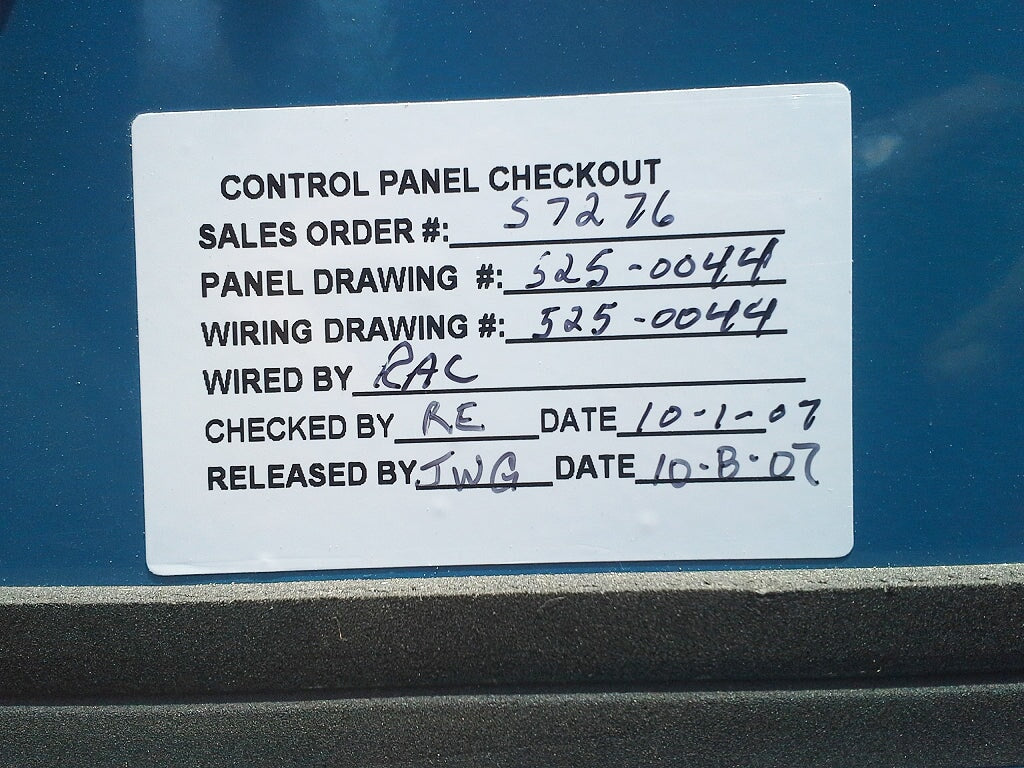 CONTROL PANEL CHECKOUT
SALES ORDER #: S7276
PANEL DRAWING #: 525-0044
WIRING DRAWING #: 525-0044
WIRED BY RAC
CHECKED BY RE DATE 10-1-07
RELEASED BY JWG DATE 10-8-07